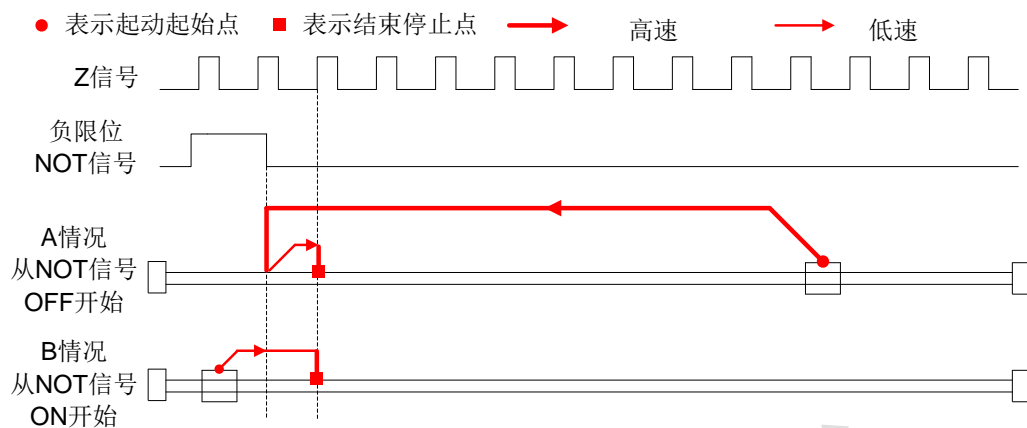 表示起动起始点 表示结束停止点 高速 低速
Z信号
负限位
NOT信号
A情况
从NOT信号
OFF开始
B情况
从NOT信号
ON开始